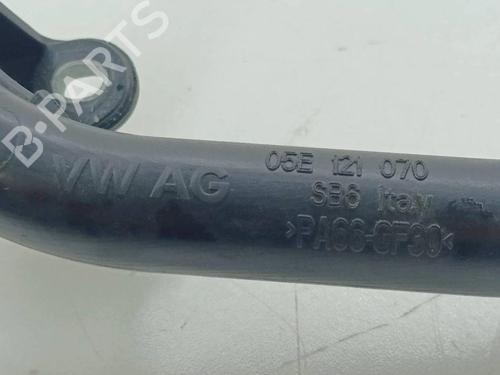 B-PARTS
VW AG
05E 121 070
SB6 Italy
>PA66-GF30<